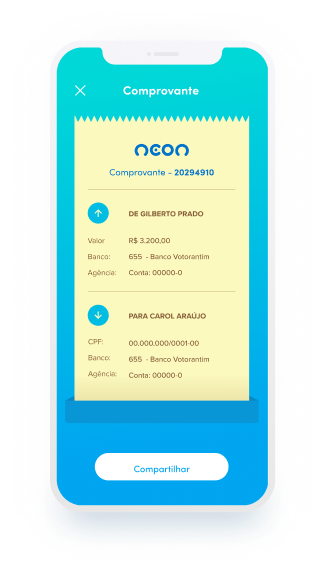 Comprovante
neon
Comprovante - 20294910
DE GILBERTO PRADO
Valor R$ 3.200,00
Banco: 655 - Banco Votorantim
Agência: Conta: 00000-0
PARA CAROL ARAÚJO
CPF: 00.000.000/0001-00
Banco: 655 - Banco Votorantim
Agência: Conta: 00000-0
Compartilhar